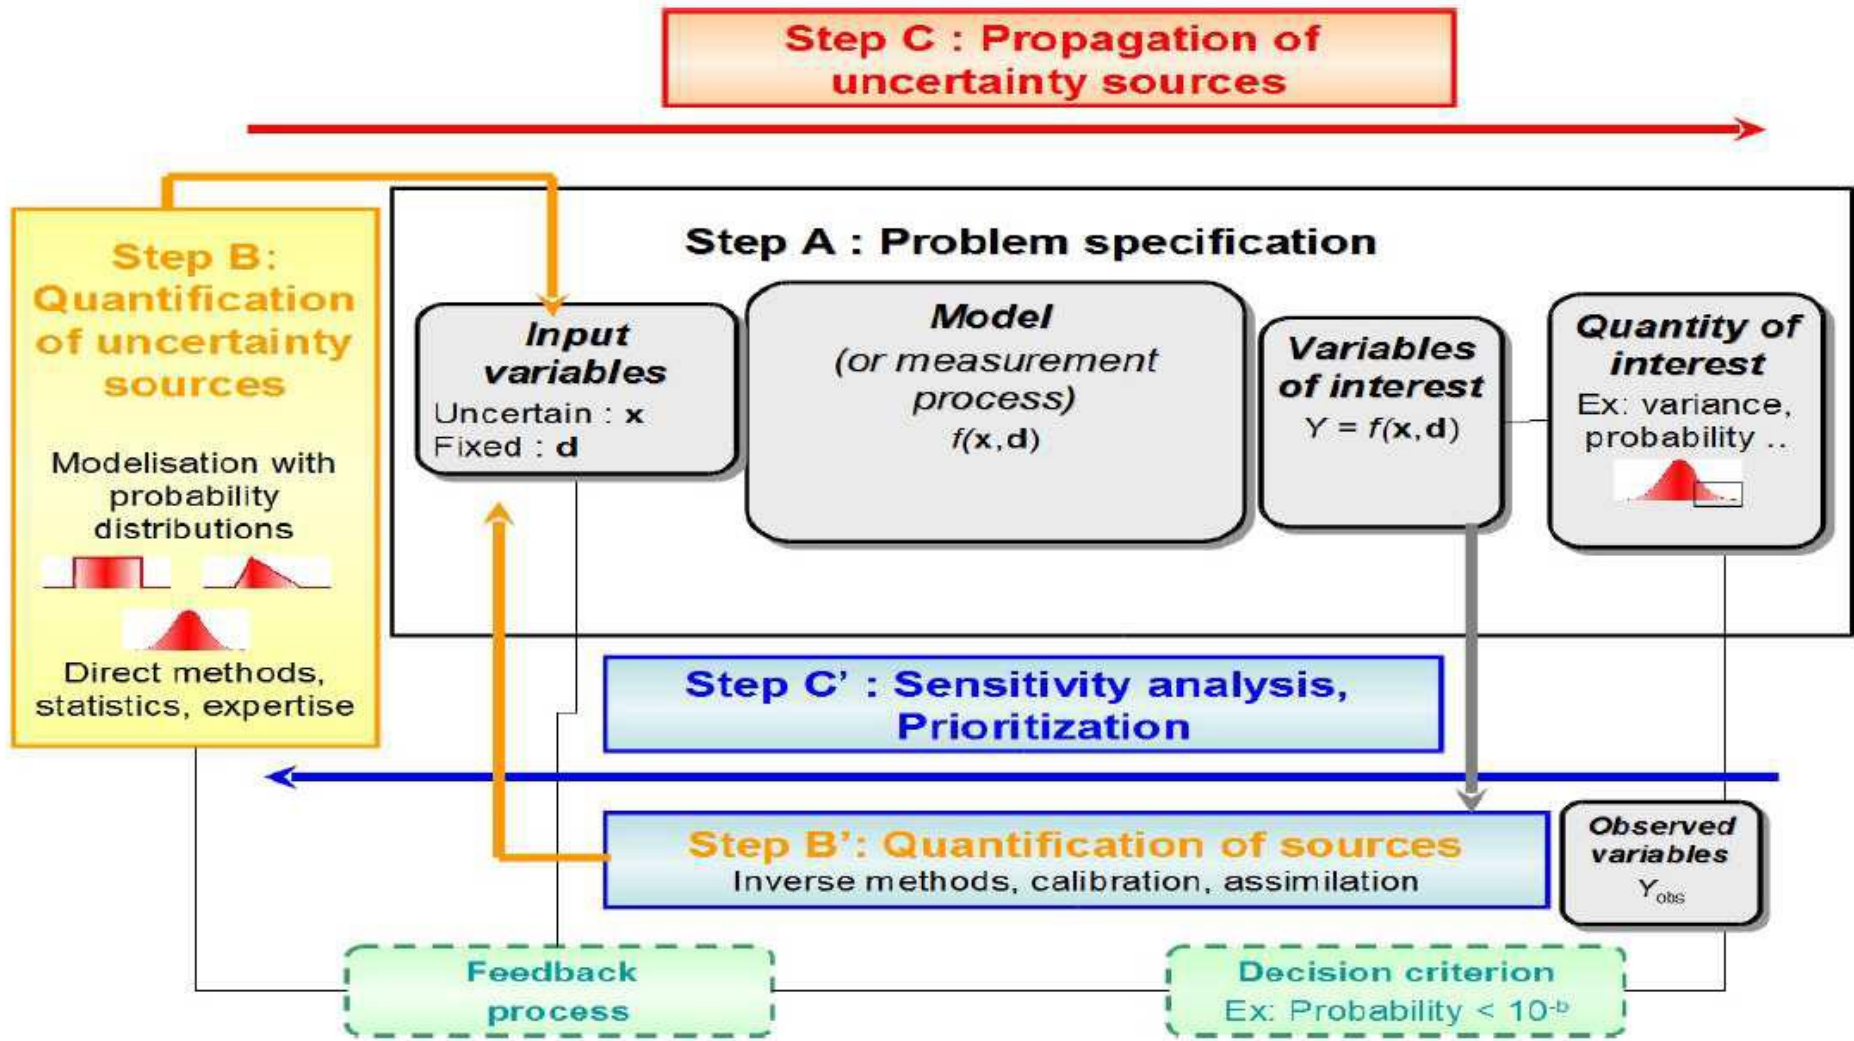 Step C : Propagation of
uncertainty sources
Step B:
Quantification
of uncertainty
sources
Modelisation with
probability
distributions
Direct methods,
statistics, expertise
Step A : Problem specification
Input
variables
Uncertain : x
Fixed : d
Model
(or measurement
process)
f(x,d)
Variables
of interest
Y = f(x,d)
Quantity of
interest
Ex: variance,
probability ..
Step C’ : Sensitivity analysis,
Prioritization
Step B’: Quantification of sources
Inverse methods, calibration, assimilation
Observed
variables
Yobs
Feedback
process
Decision criterion
Ex: Probability < 10-b